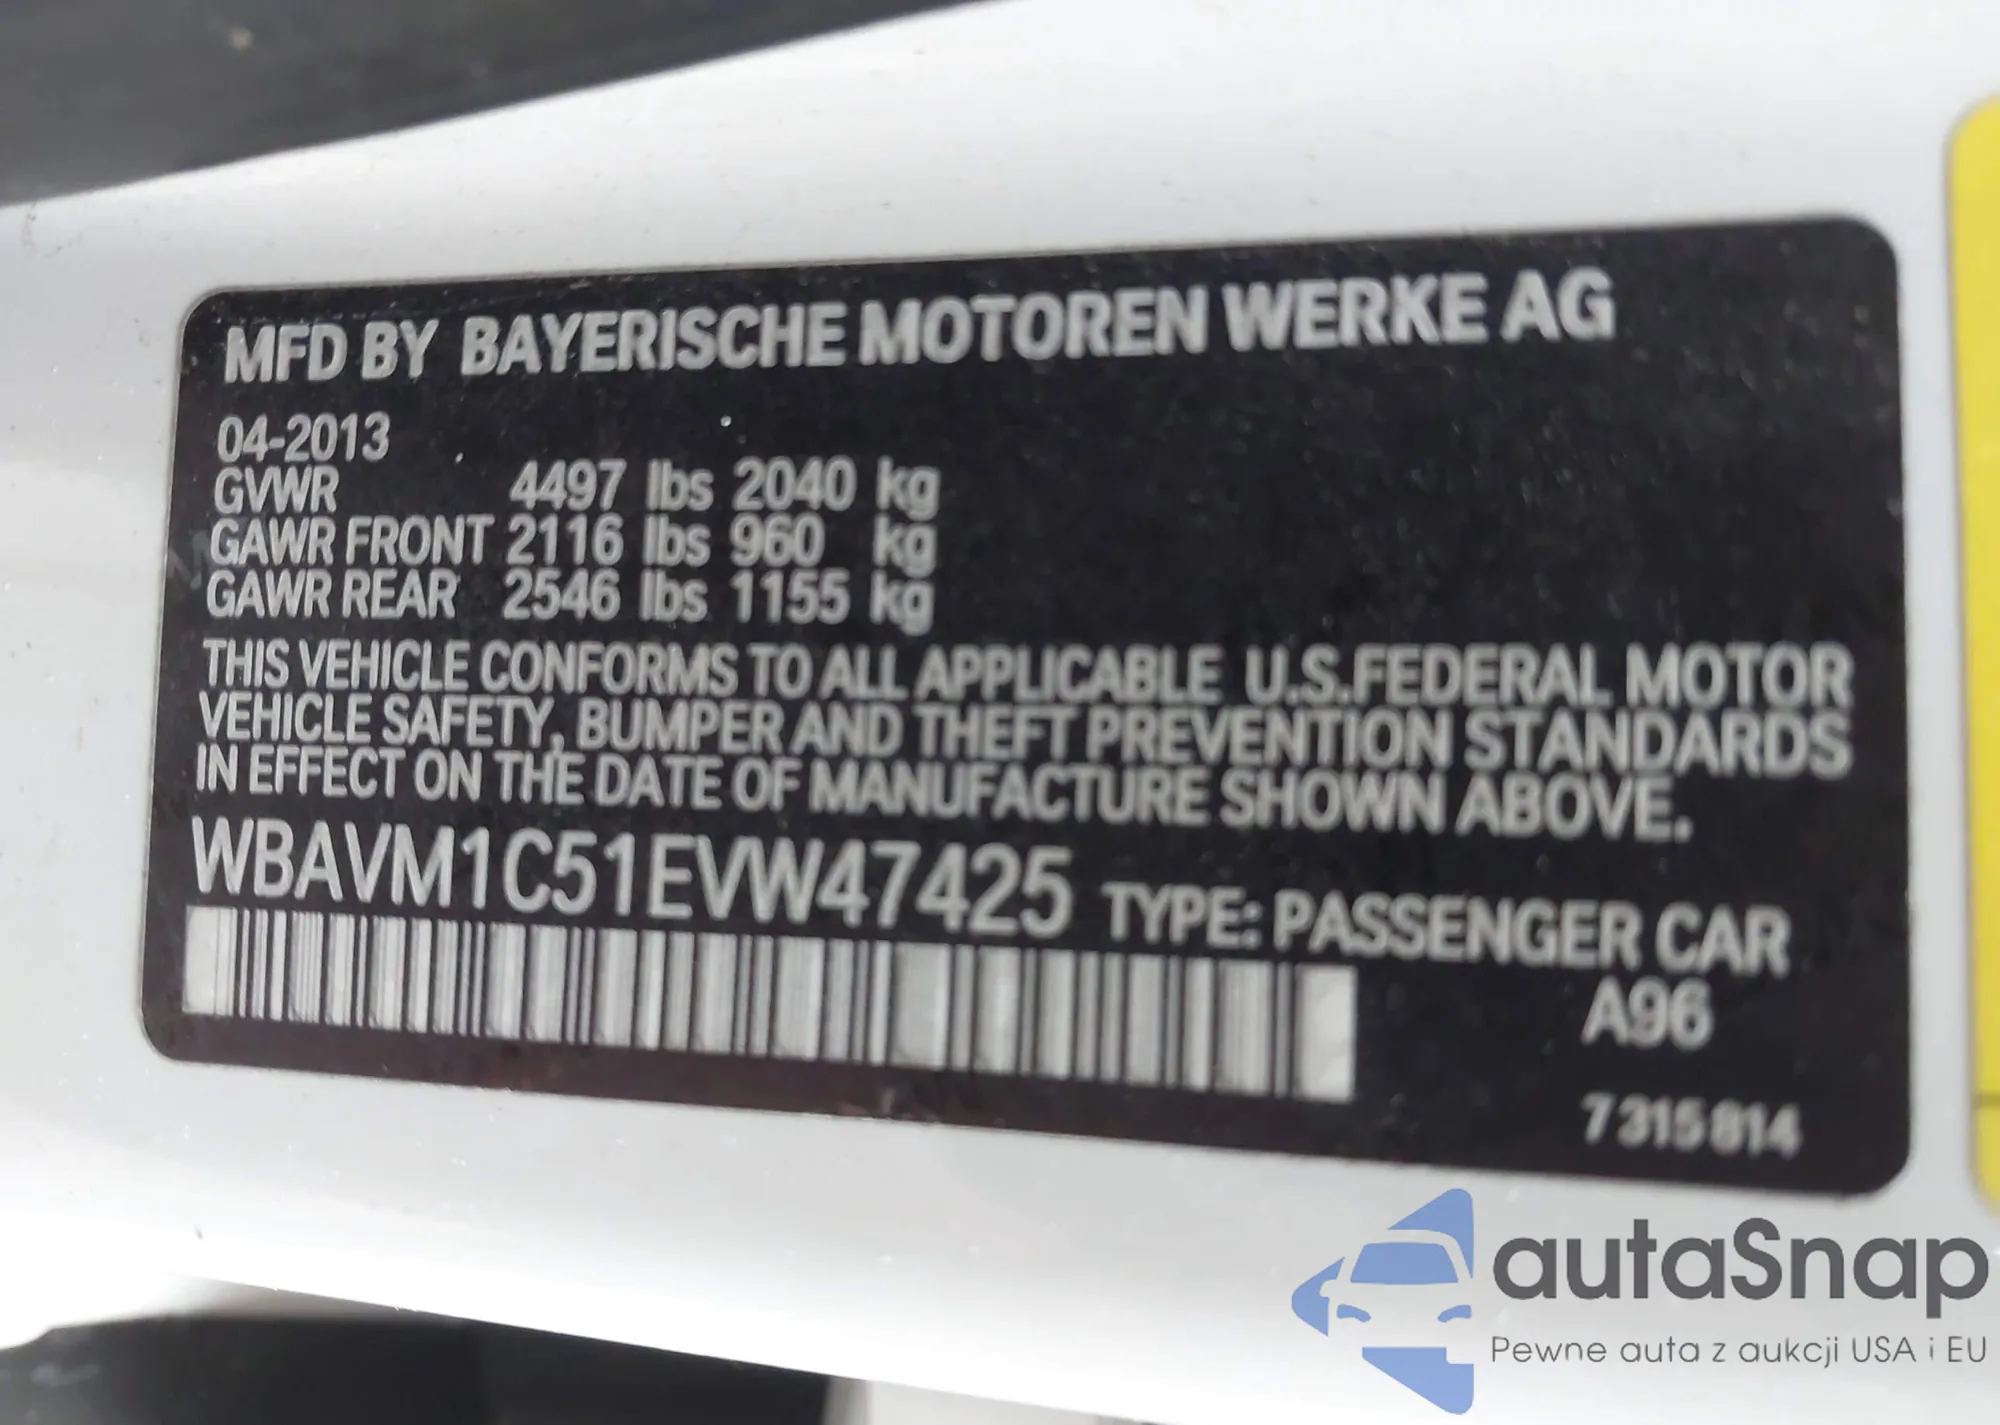 MFD BY BAYERISCHE MOTOREN WERKE AG
04-2013
GVWR 4497 lbs 2040 kg
GAWR FRONT 2116 lbs 960 kg
GAWR REAR 2546 lbs 1155 kg
THIS VEHICLE CONFORMS TO ALL APPLICABLE U.S.FEDERAL MOTOR
VEHICLE SAFETY, BUMPER AND THEFT PREVENTION STANDARDS
IN EFFECT ON THE DATE OF MANUFACTURE SHOWN ABOVE.
WBAVM1C51EVW47425 TYPE: PASSENGER CAR
A96
7315814
autaSnap
Pewne auta z aukcji USA i EU